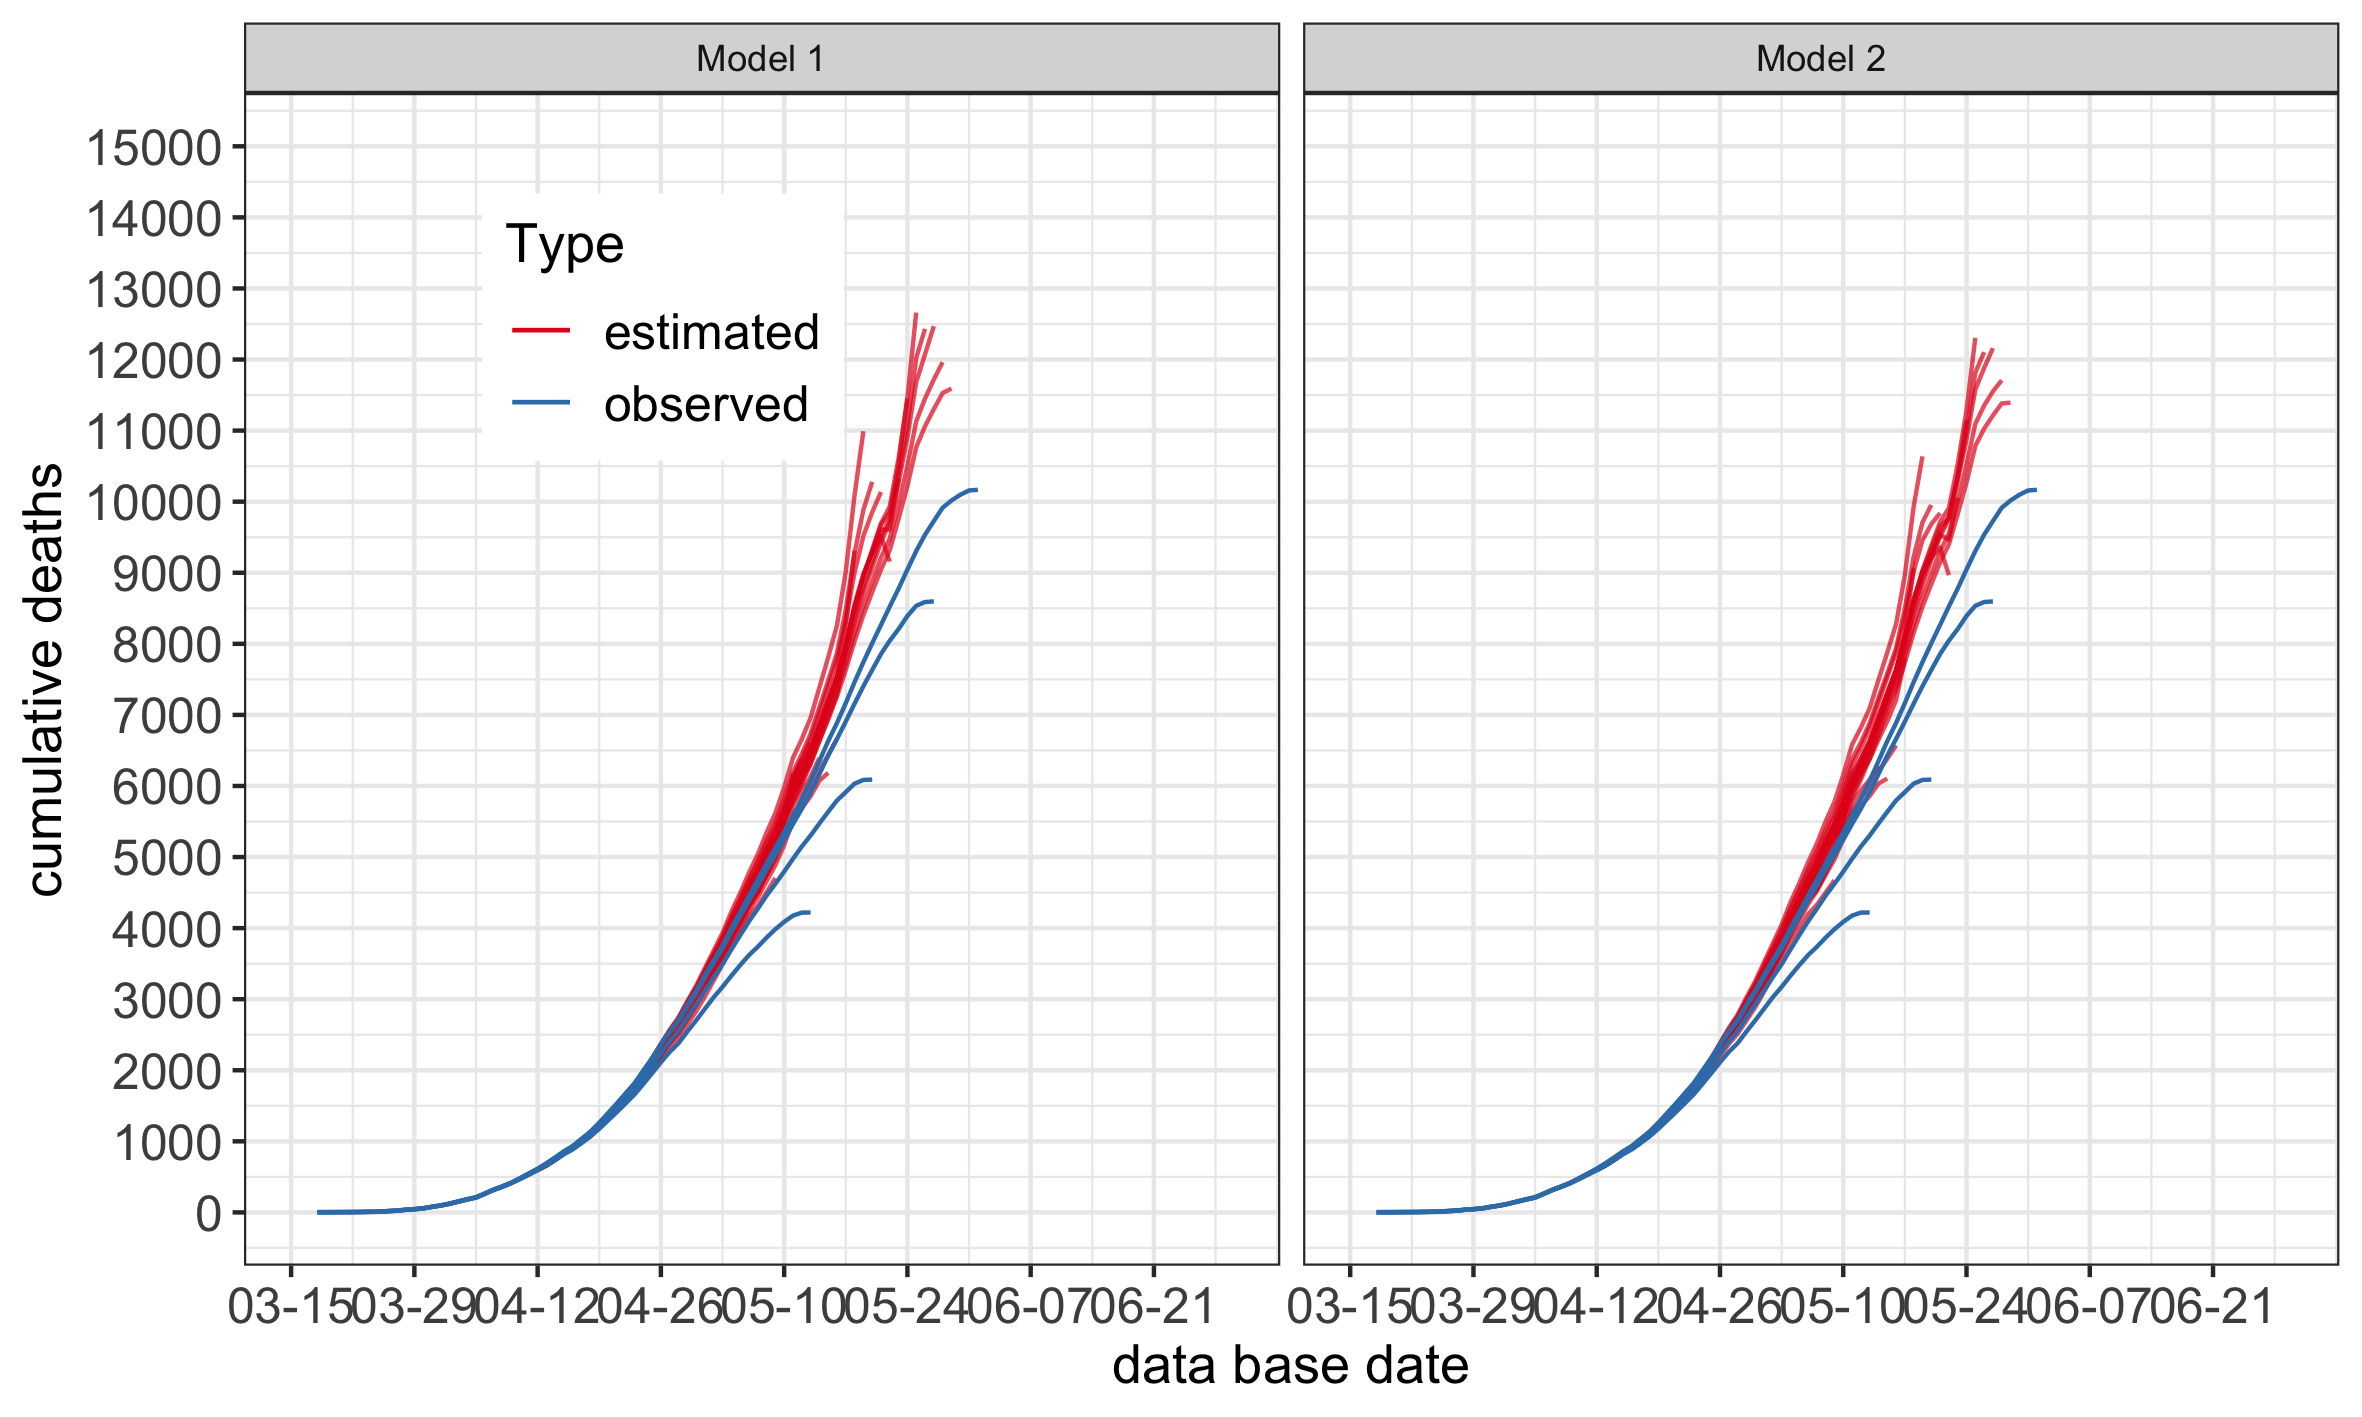 Model 1
Model 2
15000
14000
13000
12000
11000
10000
9000
8000
7000
6000
5000
4000
3000
2000
1000
0
cumulative deaths
Type
estimated
observed
03-15 03-29 04-12 04-26 05-10 05-24 06-07 06-21
03-15 03-29 04-12 04-26 05-10 05-24 06-07 06-21
data base date